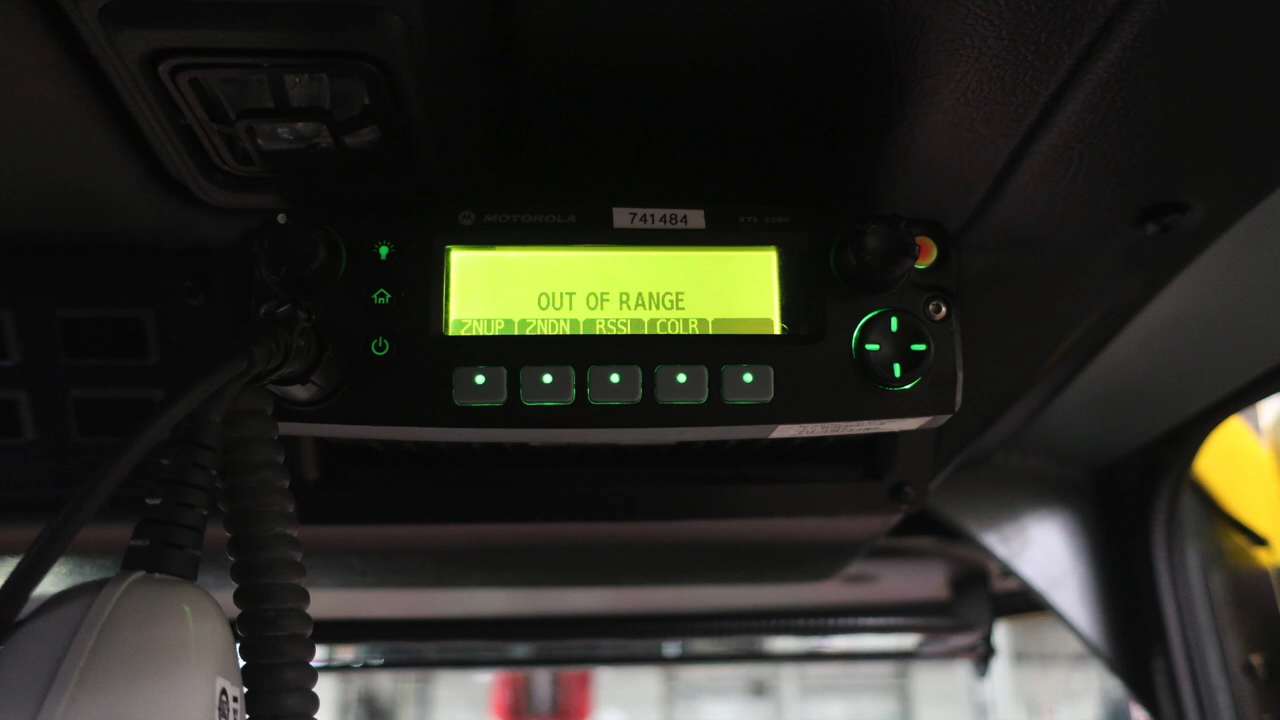 MOTOROLA 741484 XTL 2500
OUT OF RANGE
ZNUP ZNDN RSSI COLR